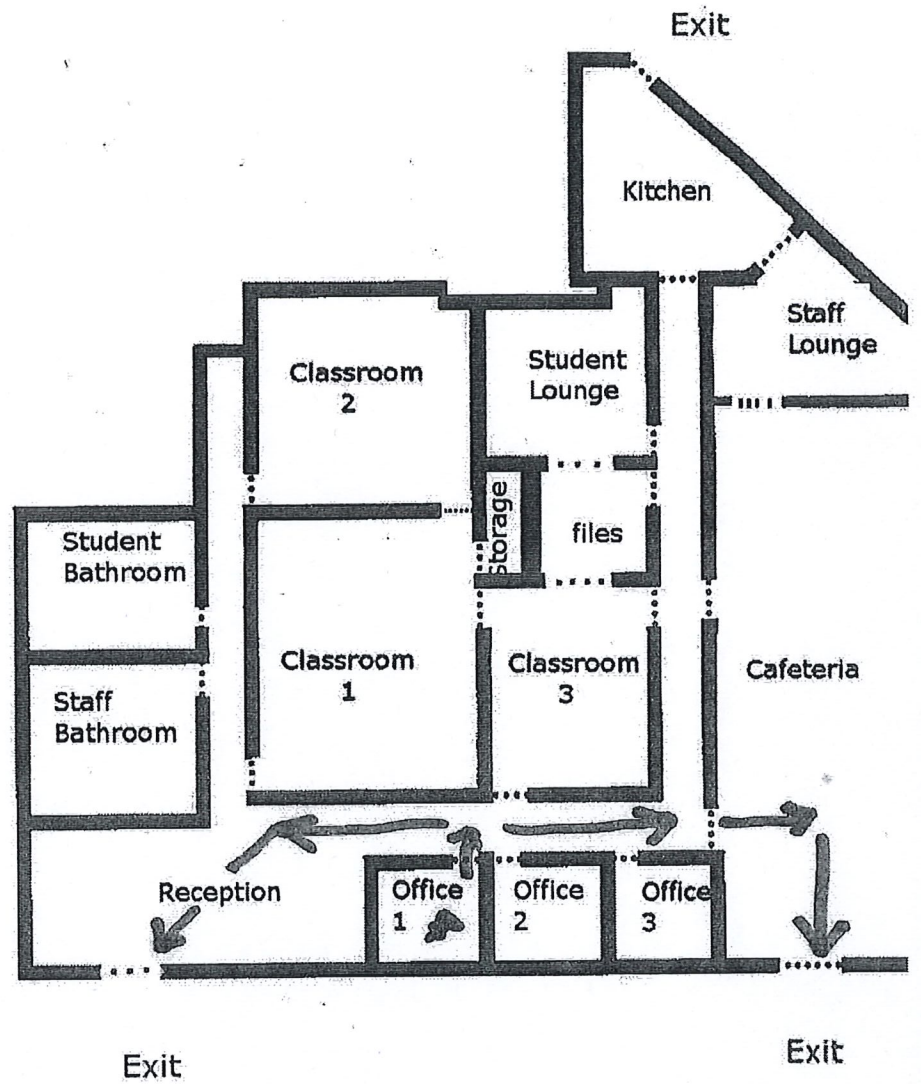 Exit
Kitchen
Staff
Lounge
Student
Lounge
Classroom
2
Storage
files
Student
Bathroom
Classroom
1
Classroom
3
Cafeteria
Staff
Bathroom
Reception
Office
1
Office
2
Office
3
Exit
Exit